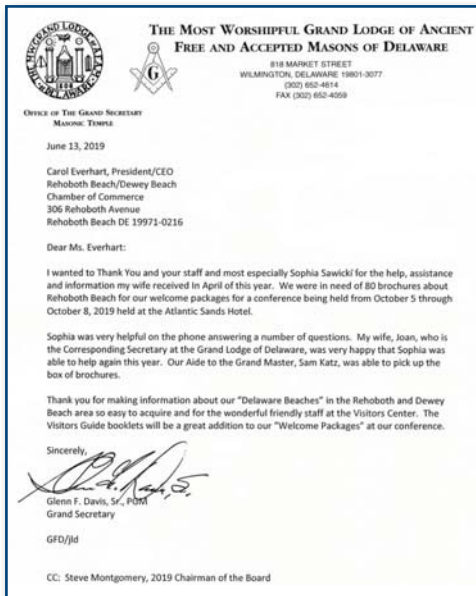 THE MOST WORSHIPFUL GRAND LODGE OF ANCIENT
FREE AND ACCEPTED MASONS OF DELAWARE
818 MARKET STREET
WILMINGTON, DELAWARE 19801-3077
(302) 652-4614
FAX (302) 652-4059
G
OFFICE OF THE GRAND SECRETARY
MASONIC TEMPLE
June 13, 2019
Carol Everhart, President/CEO
Rehoboth Beach/Dewey Beach
Chamber of Commerce
306 Rehoboth Avenue
Rehoboth Beach DE 19971-0216
Dear Ms. Everhart:
I wanted to Thank You and your staff and most especially Sophia Sawicki for the help, assistance
and information my wife received In April of this year. We were in need of 80 brochures about
Rehoboth Beach for our welcome packages for a conference being held from October 5 through
October 8, 2019 held at the Atlantic Sands Hotel.
Sophia was very helpful on the phone answering a number of questions. My wife, Joan, who is
the Corresponding Secretary at the Grand Lodge of Delaware, was very happy that Sophia was
able to help again this year. Our Aide to the Grand Master, Sam Katz, was able to pick up the
box of brochures.
Thank you for making information about our “Delaware Beaches” in the Rehoboth and Dewey
Beach area so easy to acquire and for the wonderful friendly staff at the Visitors Center. The
Visitors Guide booklets will be a great addition to our “Welcome Packages” at our conference.
Sincerely,
Glenn F. Davis, Sr., PGM
Grand Secretary
GFD/jld
CC: Steve Montgomery, 2019 Chairman of the Board